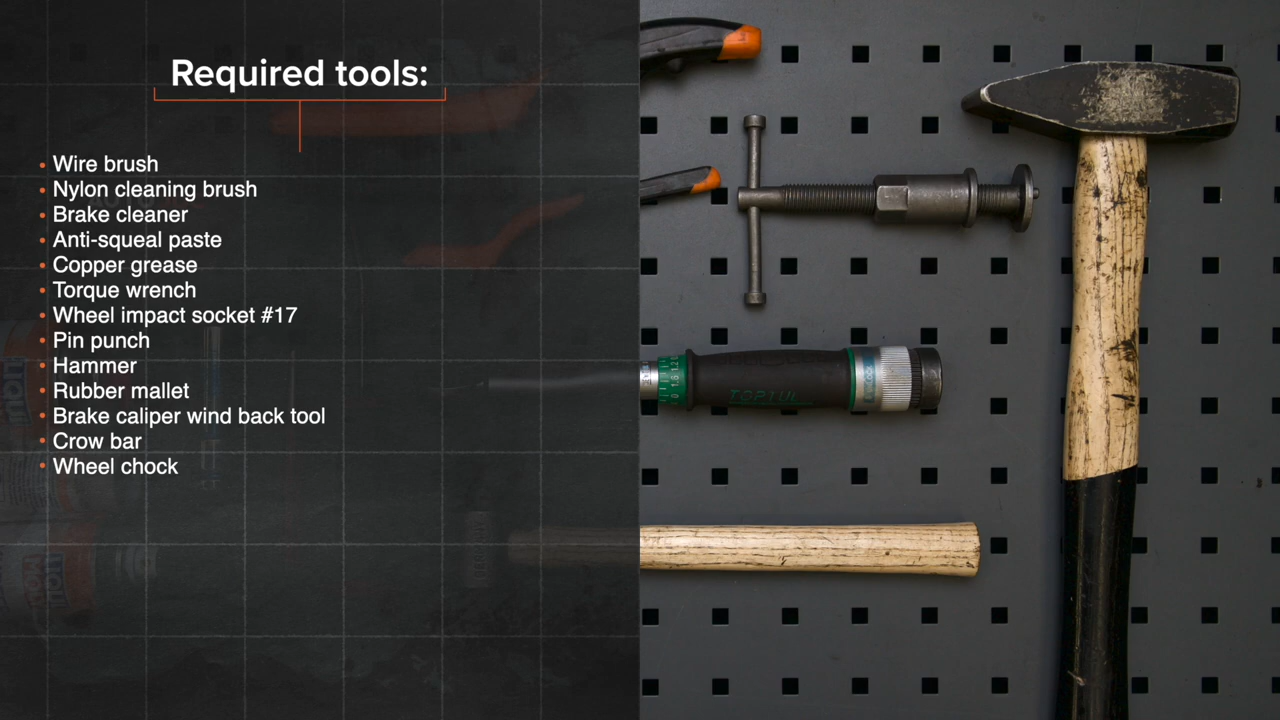 Required tools:
Wire brush
Nylon cleaning brush
Brake cleaner
Anti-squeal paste
Copper grease
Torque wrench
Wheel impact socket #17
Pin punch
Hammer
Rubber mallet
Brake caliper wind back tool
Crow bar
Wheel chock
TOPTUL